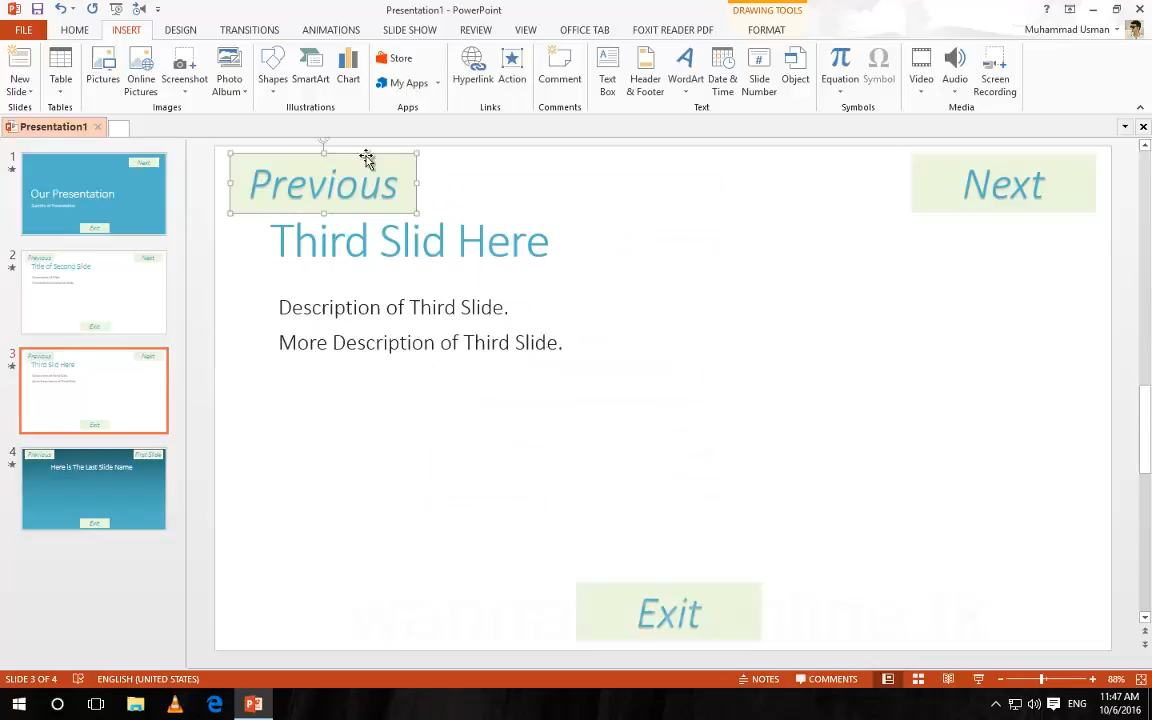 Presentation1 - PowerPoint
DRAWING TOOLS
FILE HOME INSERT DESIGN TRANSITIONS ANIMATIONS SLIDE SHOW REVIEW VIEW OFFICE TAB FOXIT READER PDF FORMAT
Muhammad Usman
New Slide
Table
Pictures
Online Pictures
Screenshot
Photo Album
Shapes
SmartArt
Chart
Store
My Apps
Hyperlink
Action
Comment
Text Box
Header & Footer
WordArt
Date & Time
Slide Number
Object
Equation
Symbol
Video
Audio
Screen Recording
Slides Tables Images Illustrations Apps Links Comments Text Symbols Media
Presentation1
1
Next
Our Presentation
Exit
2
Previous Next
Title of Second Slide
Exit
3
Previous Next
Third Slid Here
Exit
4
Previous First Slide
Here is The Last Slide Name
Exit
Previous
Next
Third Slid Here
Description of Third Slide.
More Description of Third Slide.
Exit
SLIDE 3 OF 4 ENGLISH (UNITED STATES) NOTES COMMENTS 88%
ENG
11:47 AM
10/6/2016